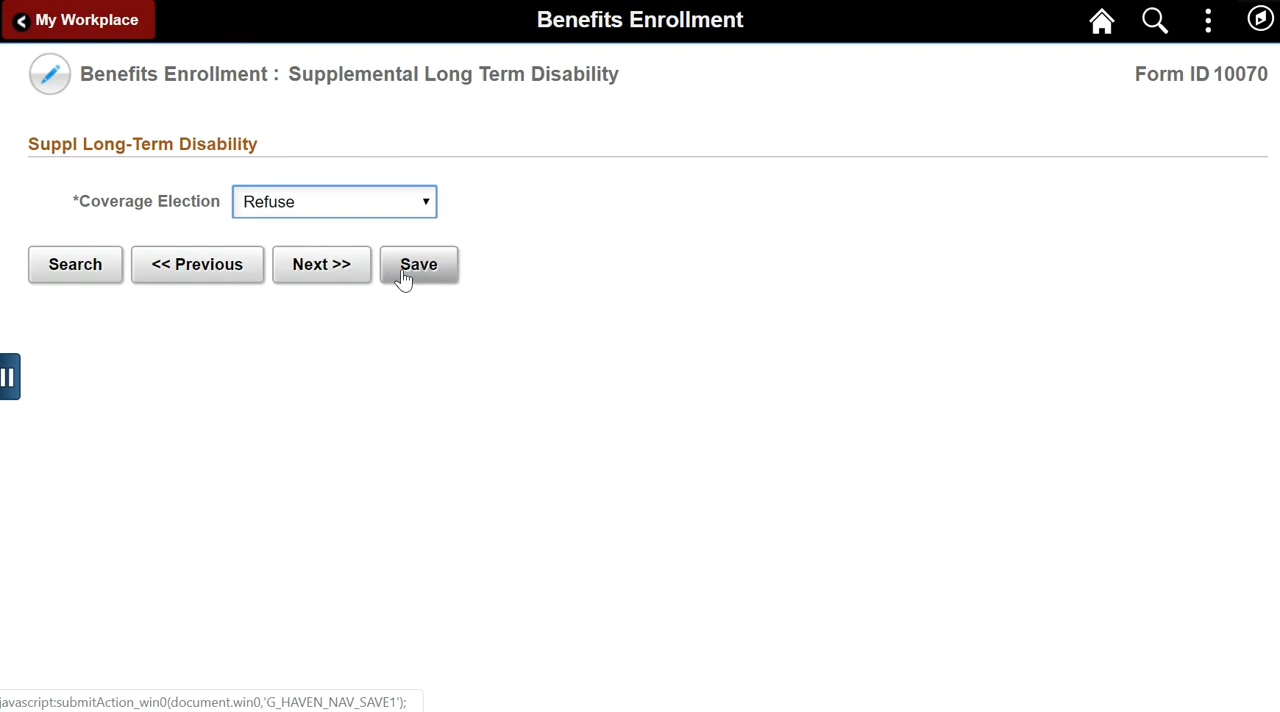 My Workplace
Benefits Enrollment
Benefits Enrollment : Supplemental Long Term Disability
Form ID 10070
Suppl Long-Term Disability
*Coverage Election Refuse
Search << Previous Next >> Save
javascript:submitAction_win0(document.win0,'G_HAVEN_NAV_SAVE1');